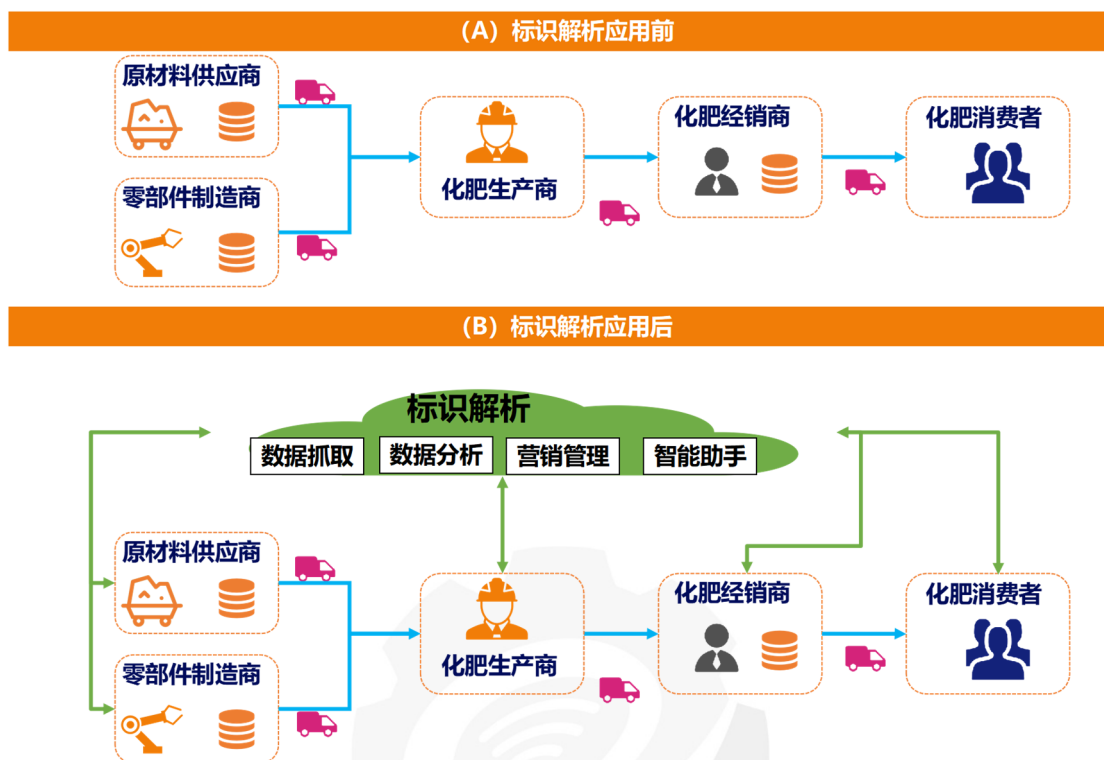 （A）标识解析应用前
原材料供应商
零部件制造商
化肥生产商
化肥经销商
化肥消费者
（B）标识解析应用后
标识解析
数据抓取
数据分析
营销管理
智能助手
原材料供应商
零部件制造商
化肥生产商
化肥经销商
化肥消费者